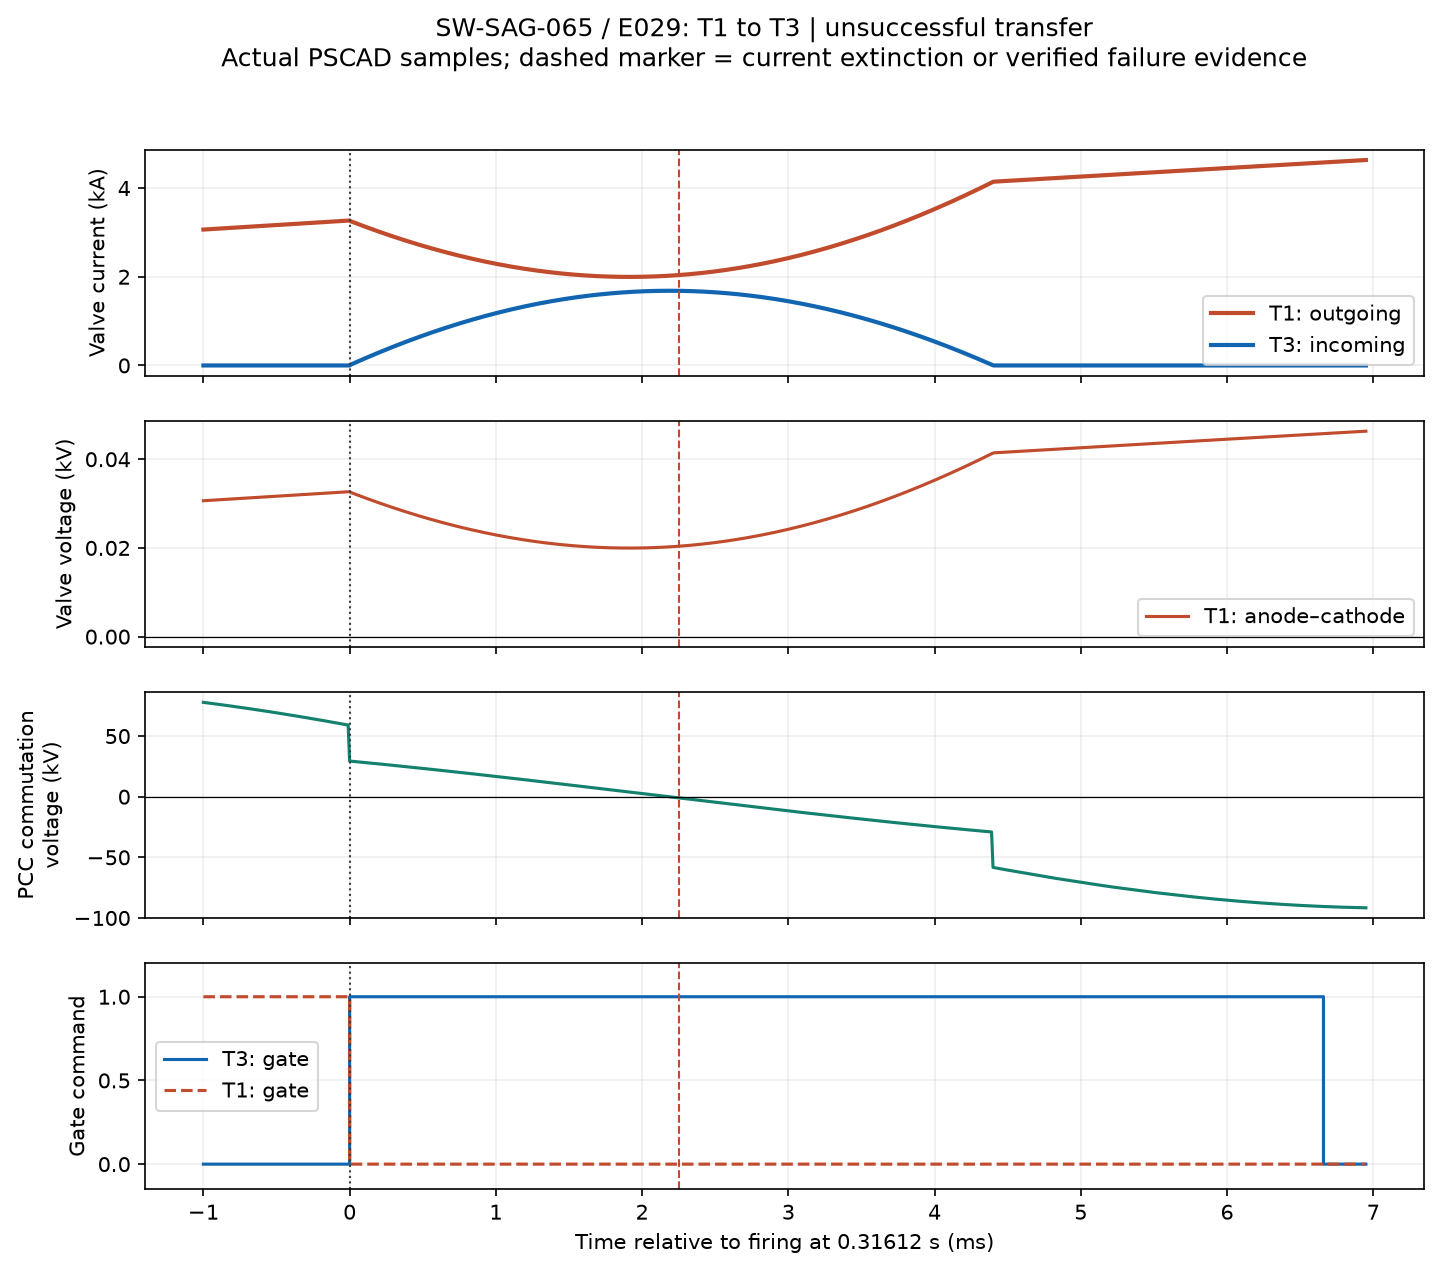 SW-SAG-065 / E029: T1 to T3 | unsuccessful transfer
Actual PSCAD samples; dashed marker = current extinction or verified failure evidence
Valve current (kA)
4
2
0
T1: outgoing
T3: incoming
Valve voltage (kV)
0.04
0.02
0.00
T1: anode–cathode
PCC commutation
voltage (kV)
50
0
−50
−100
Gate command
1.0
0.5
0.0
T3: gate
T1: gate
−1 0 1 2 3 4 5 6 7
Time relative to firing at 0.31612 s (ms)